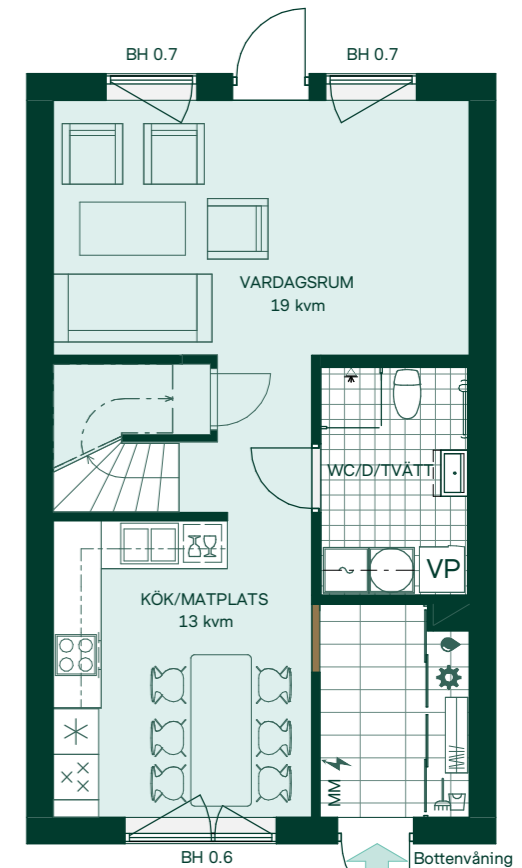 BH 0.7
BH 0.7
VARDAGSRUM
19 kvm
WC/D/TVÄTT
VP
KÖK/MATPLATS
13 kvm
MM
BH 0.6
Bottenvåning